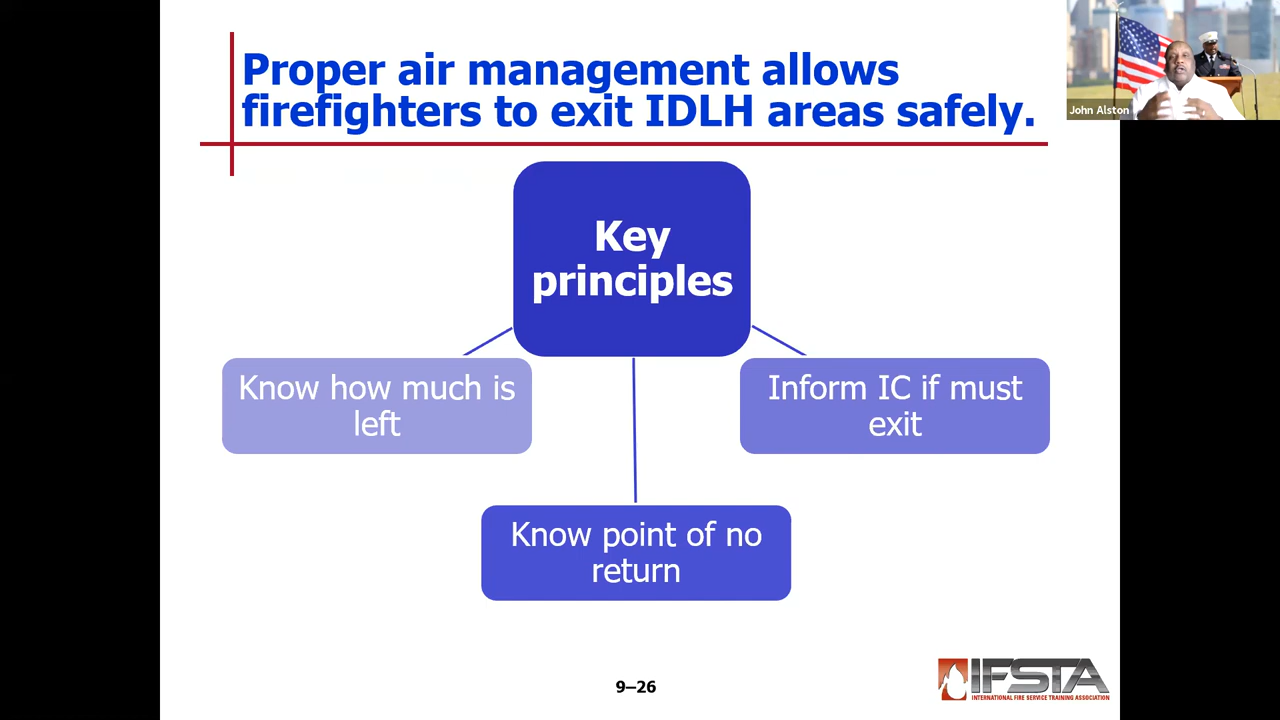 Proper air management allows
firefighters to exit IDLH areas safely.
John Alston
Key
principles
Know how much is
left
Inform IC if must
exit
Know point of no
return
9–26
IFSTA
INTERNATIONAL FIRE SERVICE TRAINING ASSOCIATION